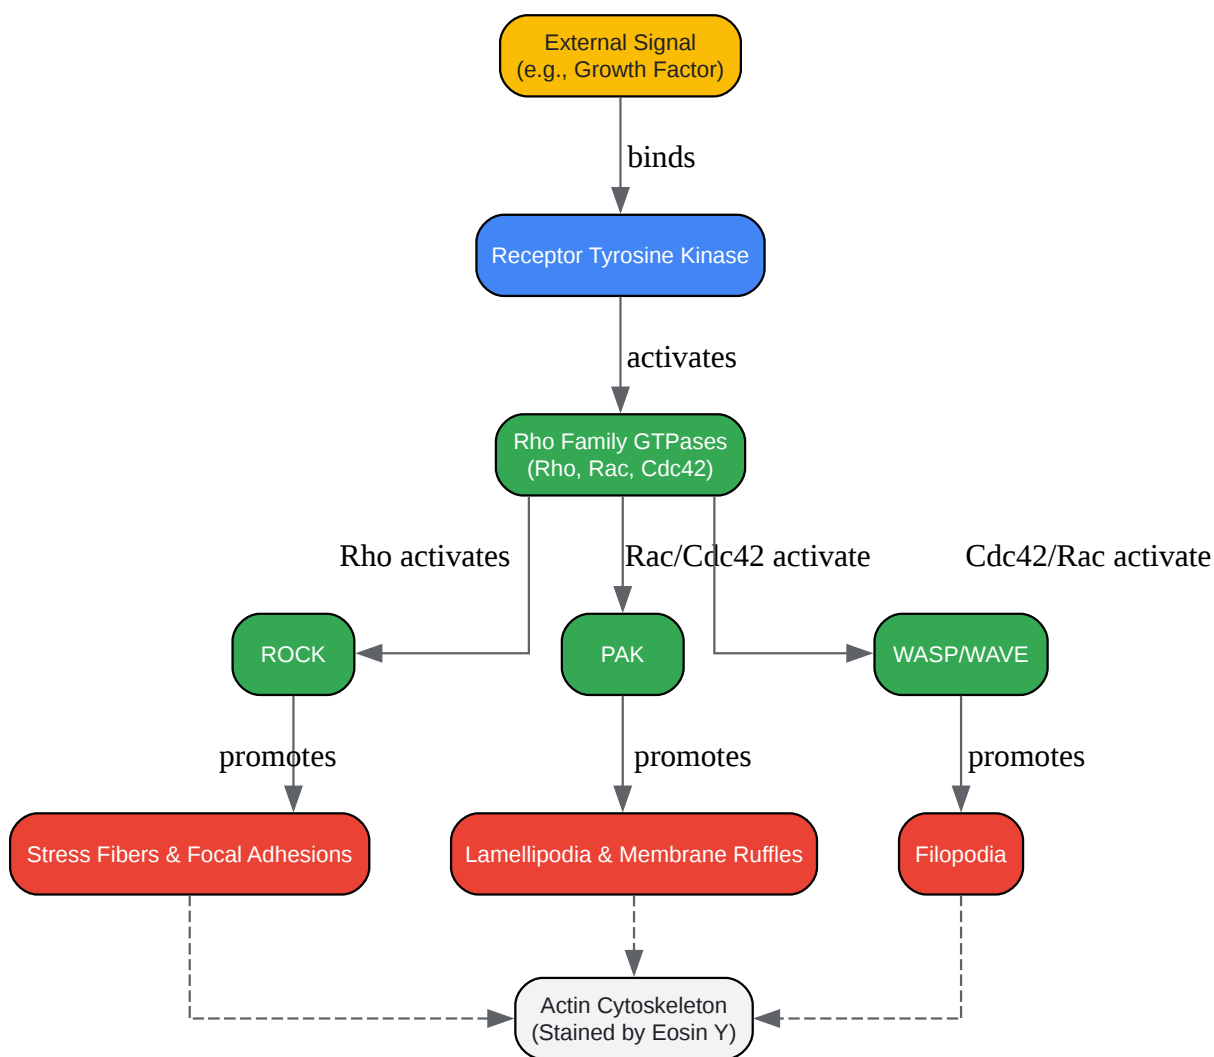 External Signal
(e.g., Growth Factor)
binds
Receptor Tyrosine Kinase
activates
Rho Family GTPases
(Rho, Rac, Cdc42)
Rho activates
Rac/Cdc42 activate
Cdc42/Rac activate
ROCK
PAK
WASP/WAVE
promotes
promotes
promotes
Stress Fibers & Focal Adhesions
Lamellipodia & Membrane Ruffles
Filopodia
Actin Cytoskeleton
(Stained by Eosin Y)